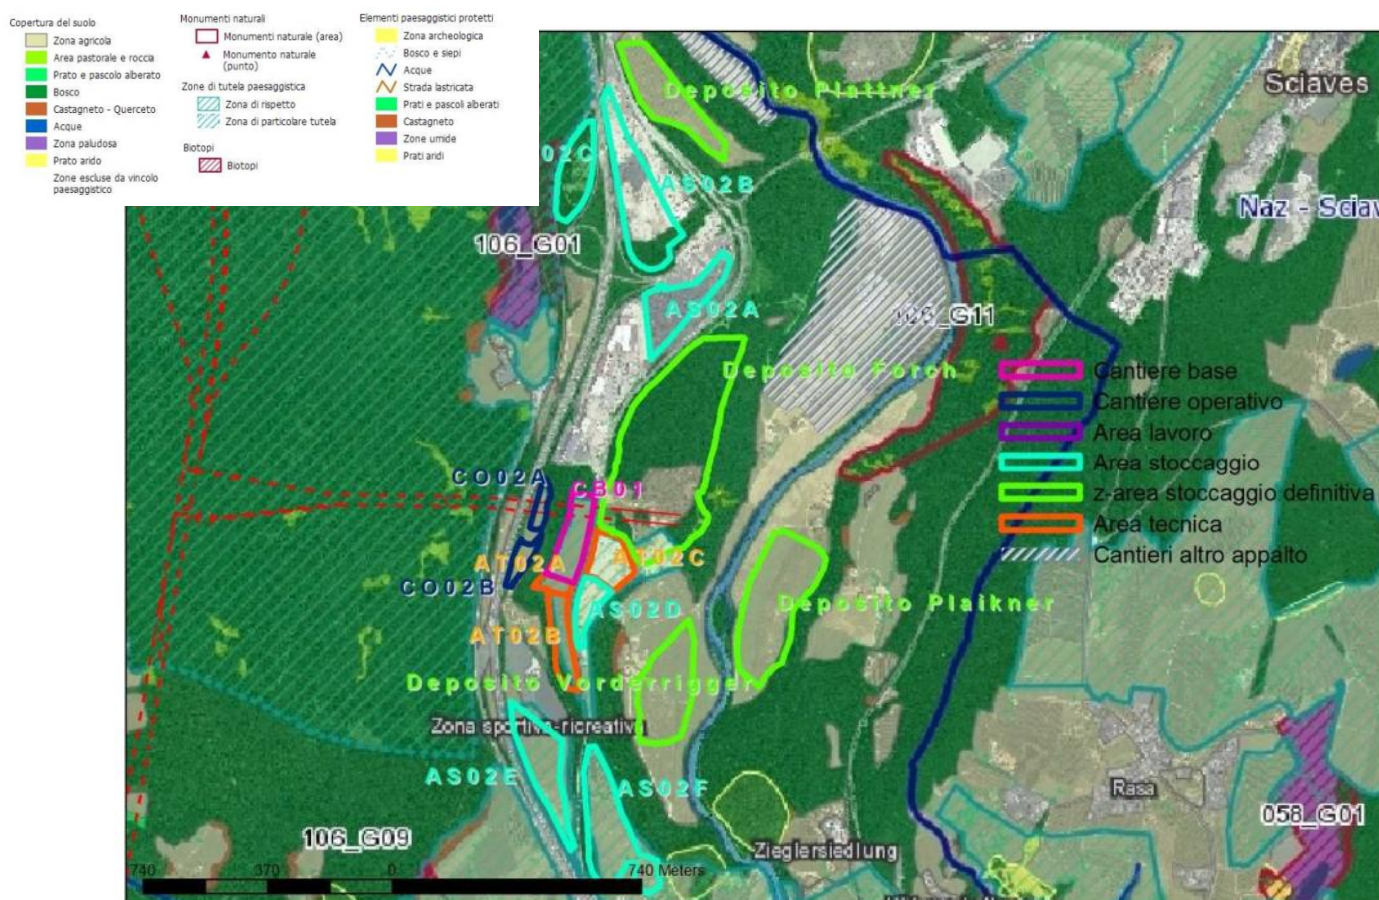 Copertura del suolo
Zona agricola
Area pastorale e roccia
Prato e pascolo alberato
Bosco
Castagneto - Querceto
Acque
Zona paludosa
Prato arido
Zone escluse da vincolo
paesaggistico
Monumenti naturali
Monumenti naturale (area)
Monumento naturale
(punto)
Zone di tutela paesaggistica
Zona di rispetto
Zona di particolare tutela
Biotopi
Biotopi
Elementi paesaggistici protetti
Zona archeologica
Bosco e siepi
Acque
Strada lastricata
Prati e pascoli alberati
Castagneto
Zone umide
Prati aridi
Sciaves
Deposito Plattner
02C
AS02B
Naz - Sciav
106_G01
AS02A
106_G11
Deposito Forch
Cantiere base
Cantiere operativo
Area lavoro
Area stoccaggio
z-area stoccaggio definitiva
Area tecnica
Cantieri altro appalto
CO02A
CB01
AT02A
AT02C
CO02B
AS02D
Deposito Plaikner
AT02B
Deposito Vorderrigger
Zona sportiva-ricreativa
AS02E
AS02F
Rasa
058_G01
106_G09
Zieglersiedlung
740 370 0 740 Meters